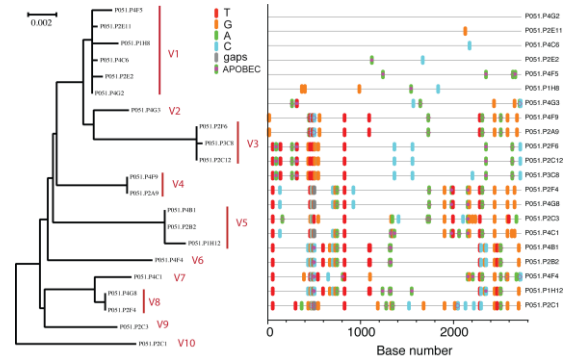 0.002
P051.P4F5
P051.P2E11
P051.P1H8
P051.P4C6
P051.P2E2
P051.P4G2
V1
P051.P4G3
V2
P051.P2F6
P051.P3C8
P051.P2C12
V3
P051.P4F9
P051.P2A9
V4
P051.P4B1
P051.P2B2
P051.P1H12
V5
P051.P4F4
V6
P051.P4C1
V7
P051.P4G8
P051.P2F4
V8
P051.P2C3
V9
P051.P2C1
V10
T
G
A
C
gaps
APOBEC
P051.P4G2
P051.P2E11
P051.P4C6
P051.P2E2
P051.P4F5
P051.P1H8
P051.P4G3
P051.P4F9
P051.P2A9
P051.P2F6
P051.P2C12
P051.P3C8
P051.P2F4
P051.P4G8
P051.P2C3
P051.P4C1
P051.P4B1
P051.P2B2
P051.P4F4
P051.P1H12
P051.P2C1
0 1000 2000
Base number